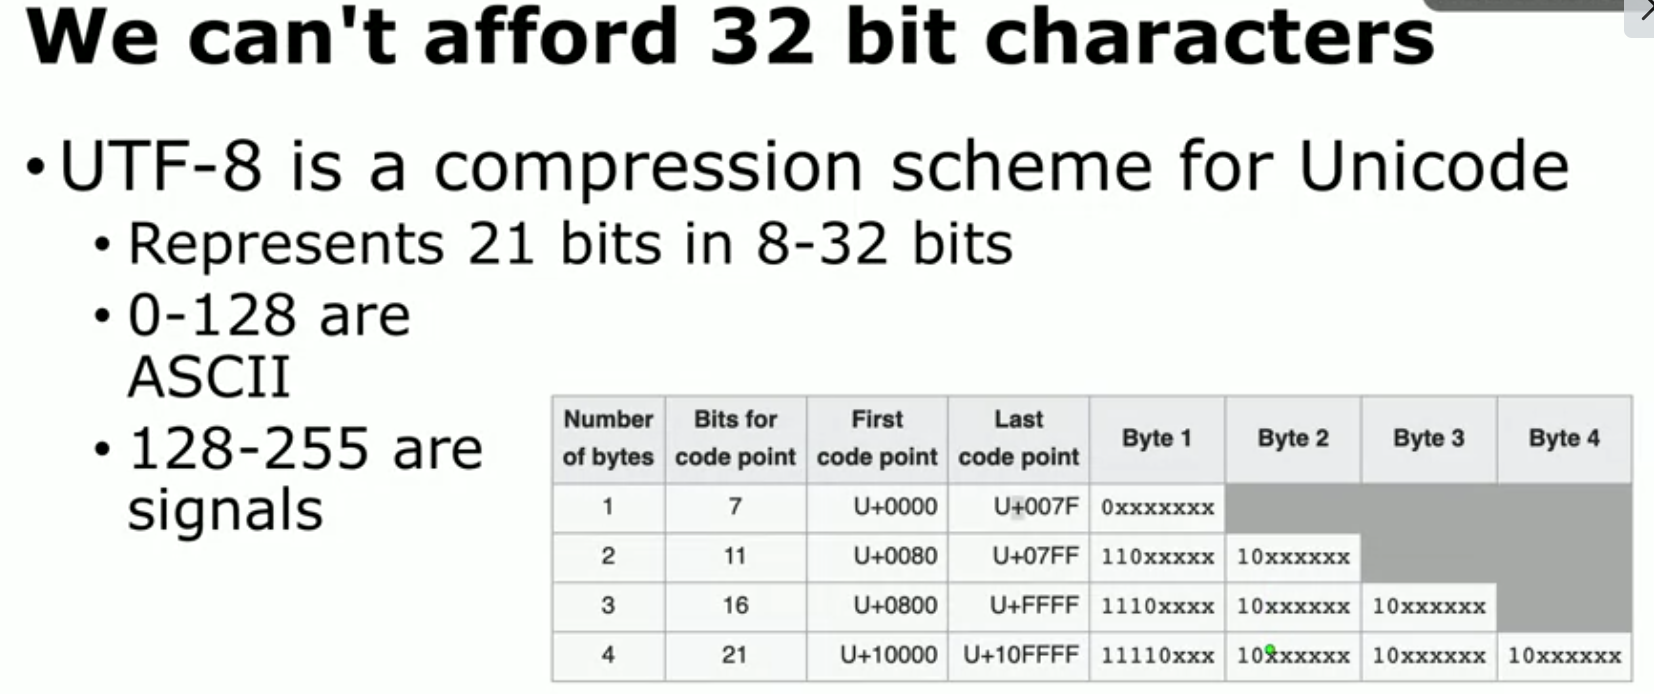 We can't afford 32 bit characters
• UTF-8 is a compression scheme for Unicode
• Represents 21 bits in 8-32 bits
• 0-128 are
ASCII
• 128-255 are
signals
Number of bytes Bits for code point First code point Last code point Byte 1 Byte 2 Byte 3 Byte 4
1 7 U+0000 U+007F 0xxxxxxx
2 11 U+0080 U+07FF 110xxxxx 10xxxxxx
3 16 U+0800 U+FFFF 1110xxxx 10xxxxxx 10xxxxxx
4 21 U+10000 U+10FFFF 11110xxx 10xxxxxx 10xxxxxx 10xxxxxx